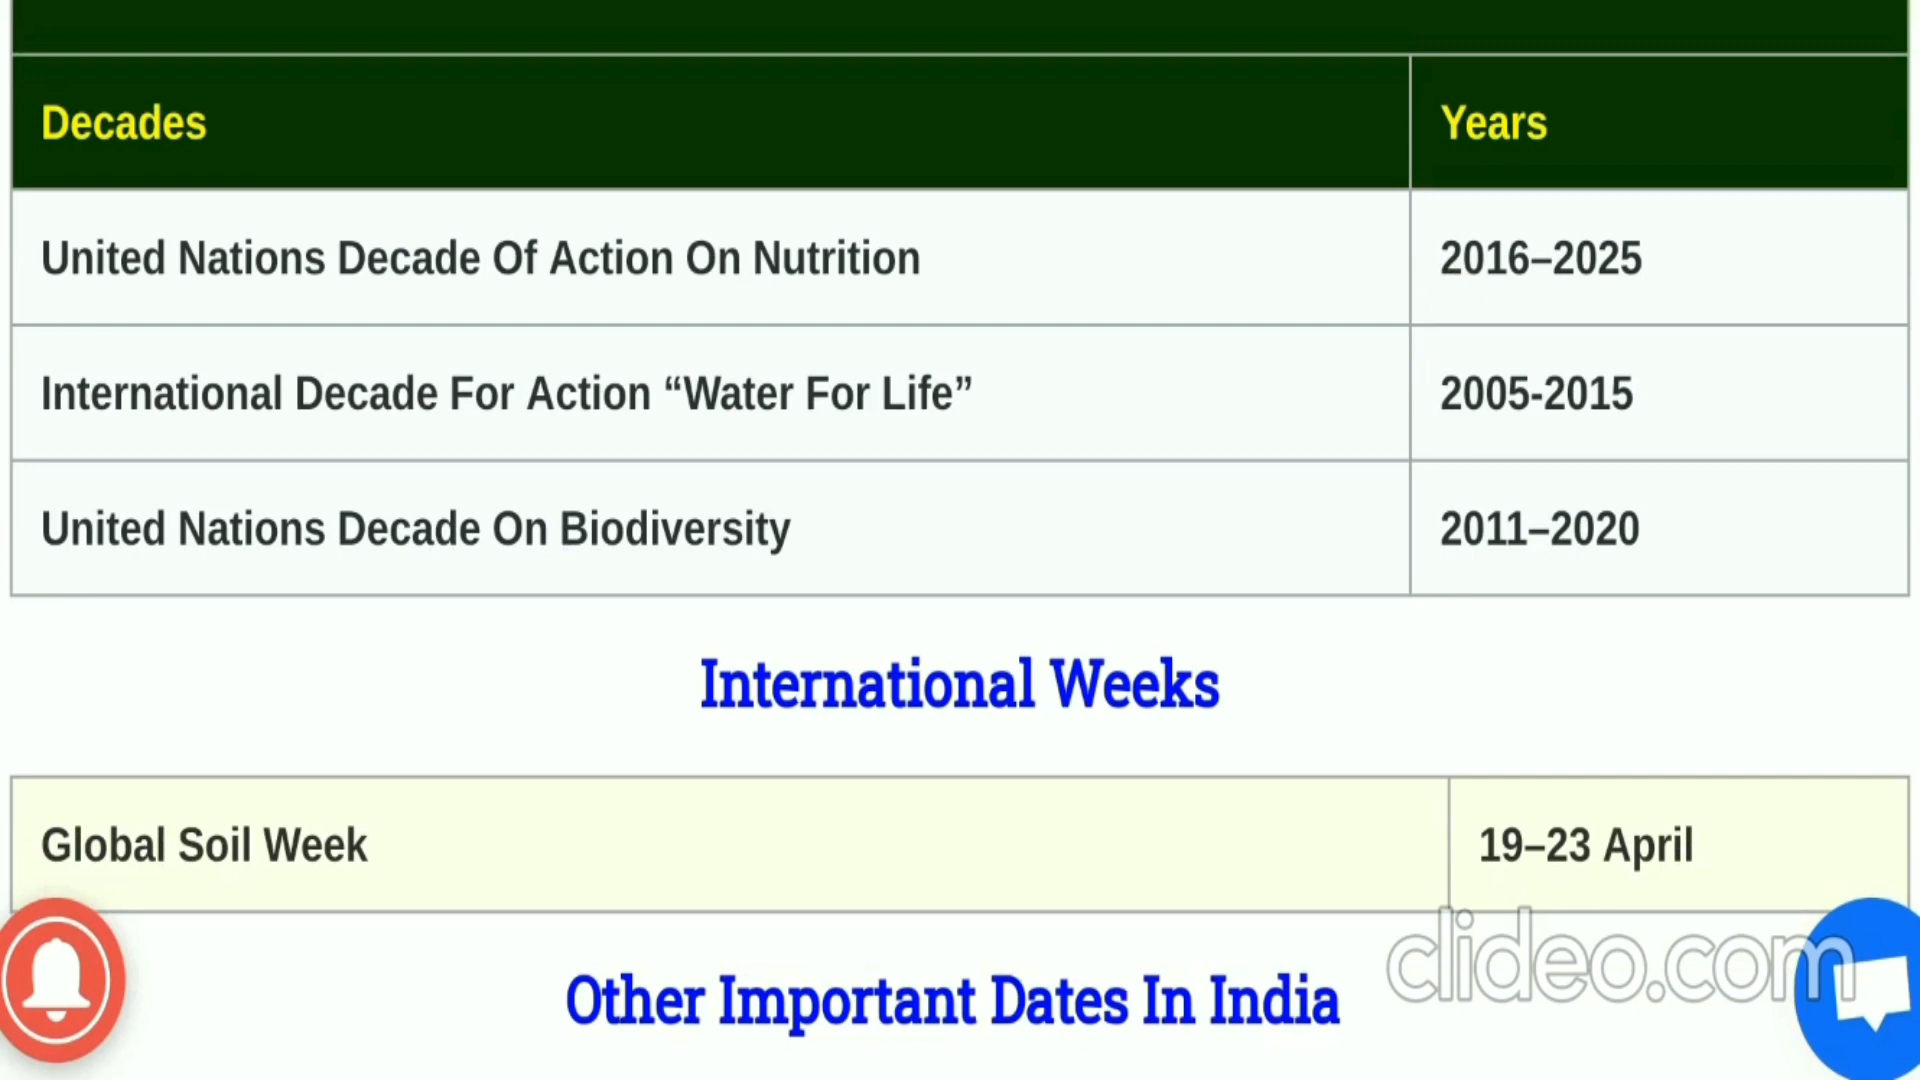 Decades Years
United Nations Decade Of Action On Nutrition 2016–2025
International Decade For Action “Water For Life” 2005-2015
United Nations Decade On Biodiversity 2011–2020
International Weeks
Global Soil Week 19–23 April
clideo.com
Other Important Dates In India